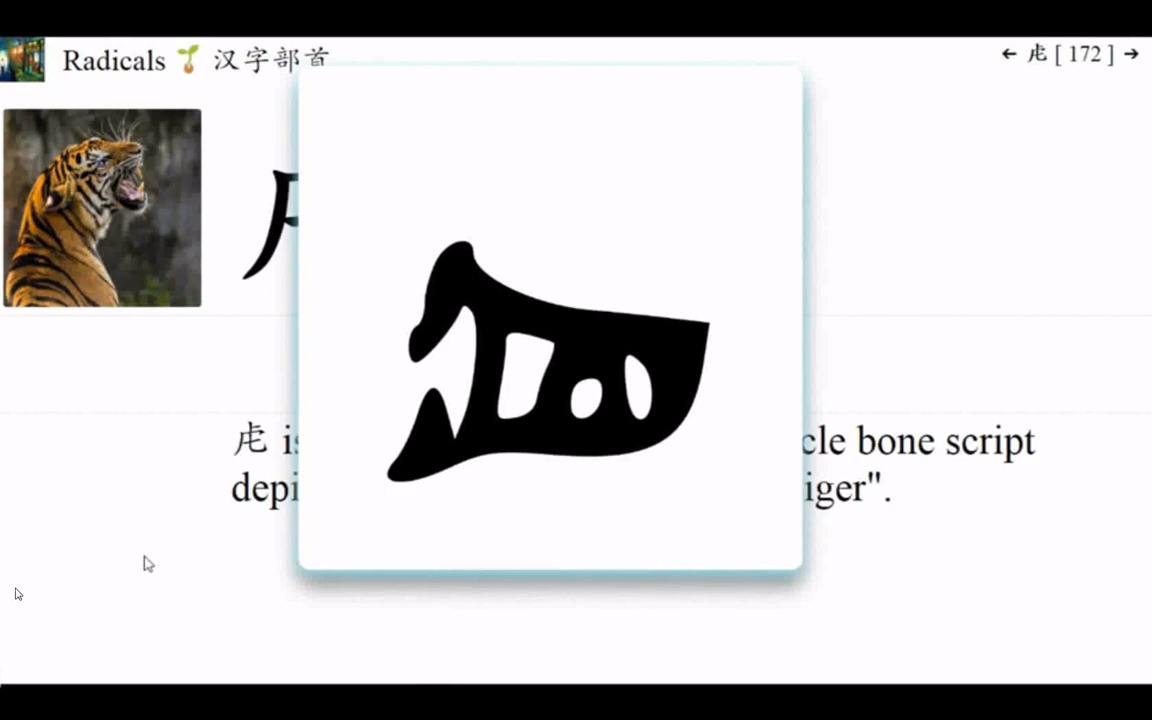 Radicals 🌱 汉字部首
← 虍 [ 172 ] →
虍 is cle bone script
depi iger".